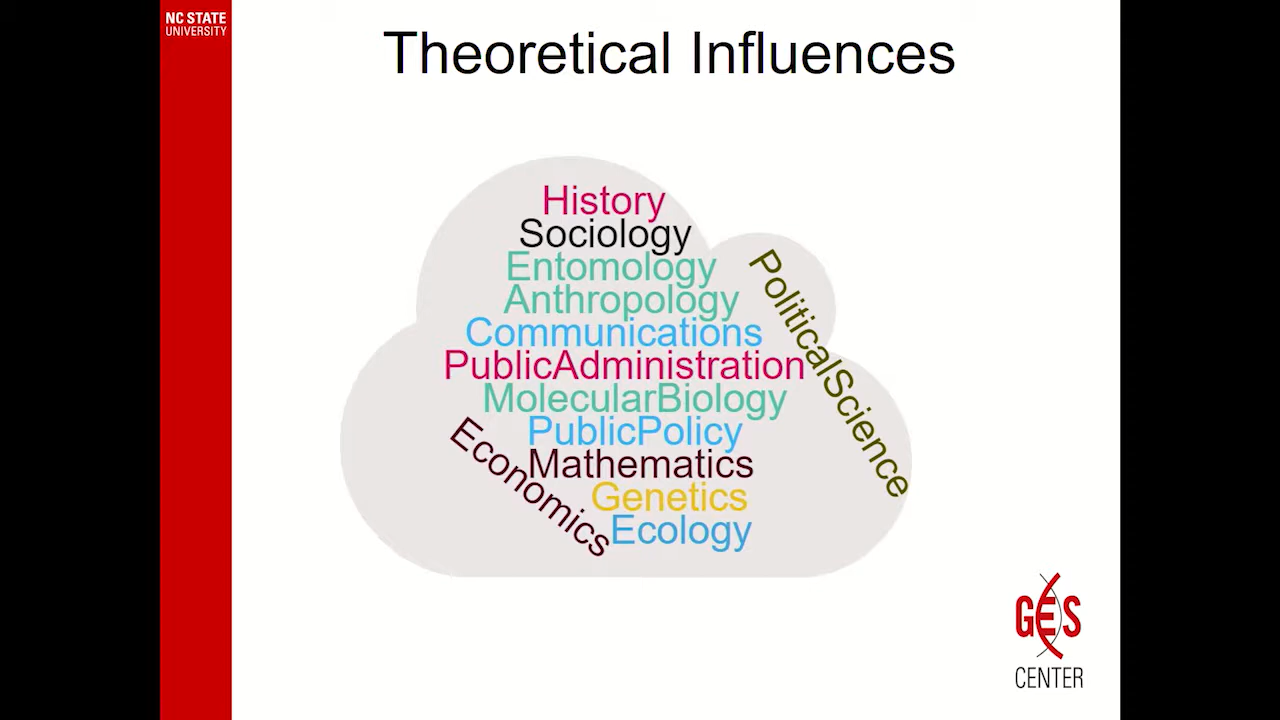 NC STATE
UNIVERSITY
Theoretical Influences
History
Sociology
Entomology
Anthropology
Communications
PublicAdministration
MolecularBiology
PublicPolicy
Mathematics
Genetics
Ecology
Economics
PoliticalScience
GES
CENTER